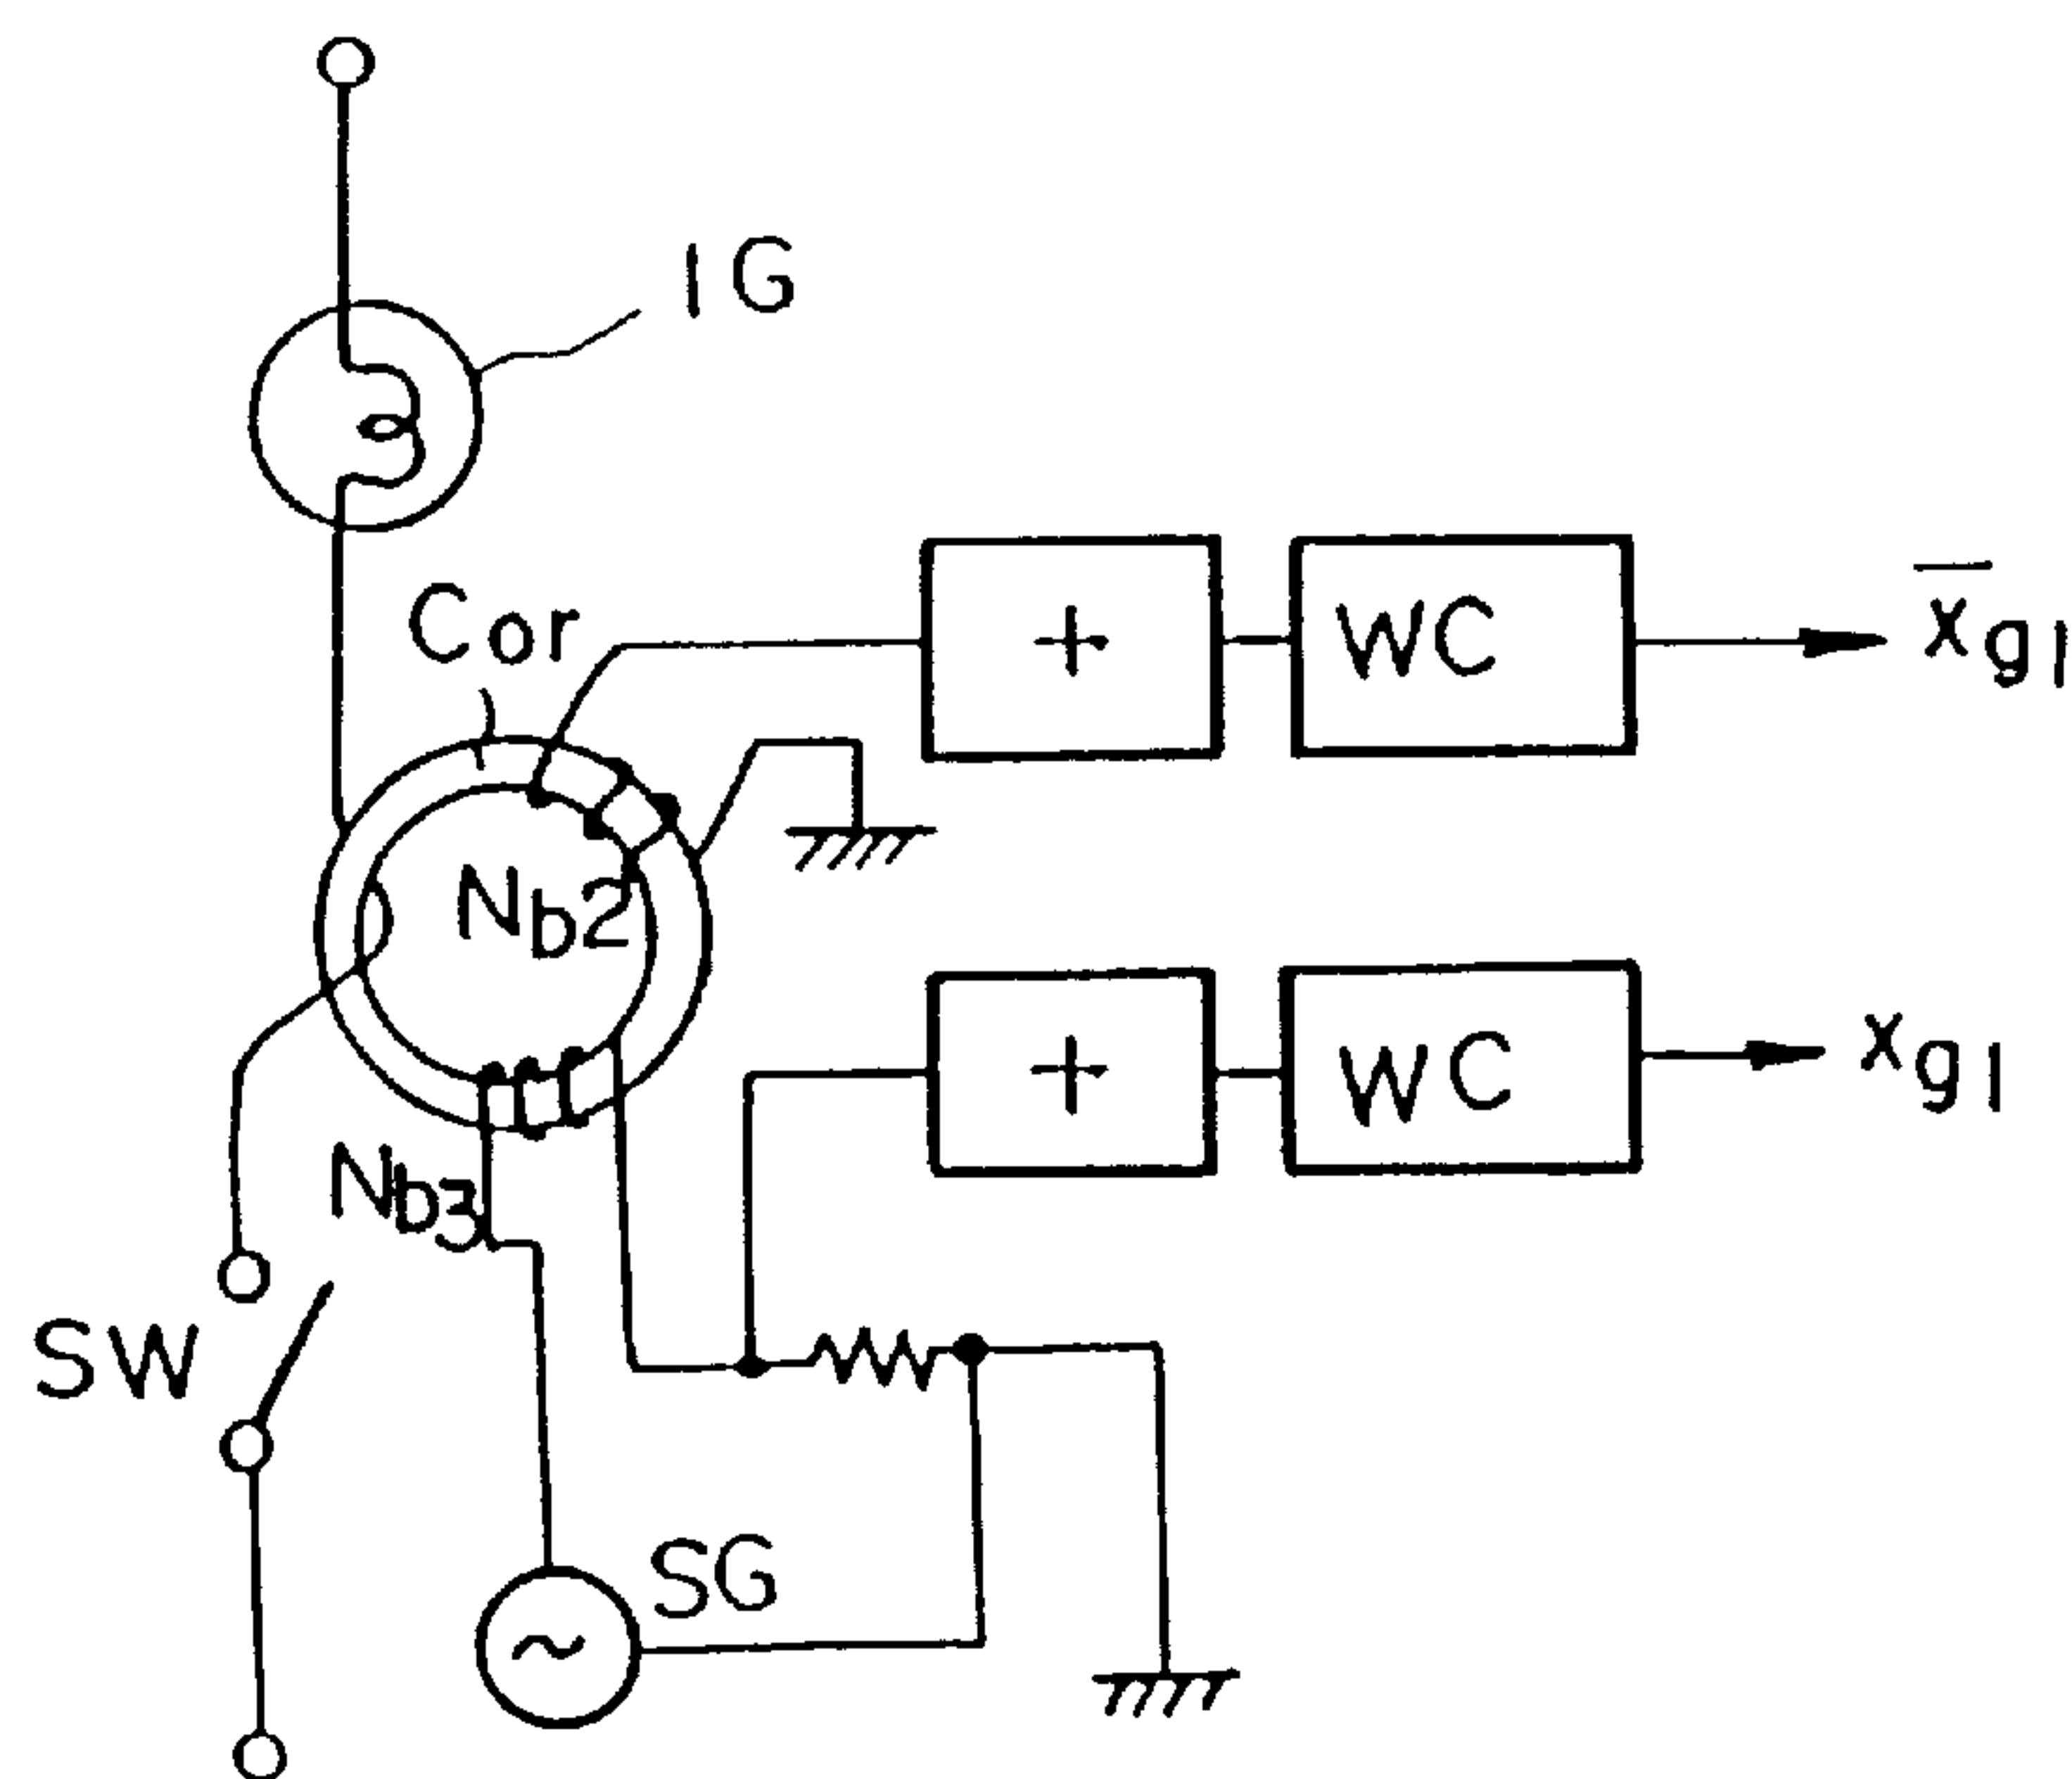 IG
Cor
+ WC x̅g1
Nb2
+ WC xg1
Nb3
SW
SG
~